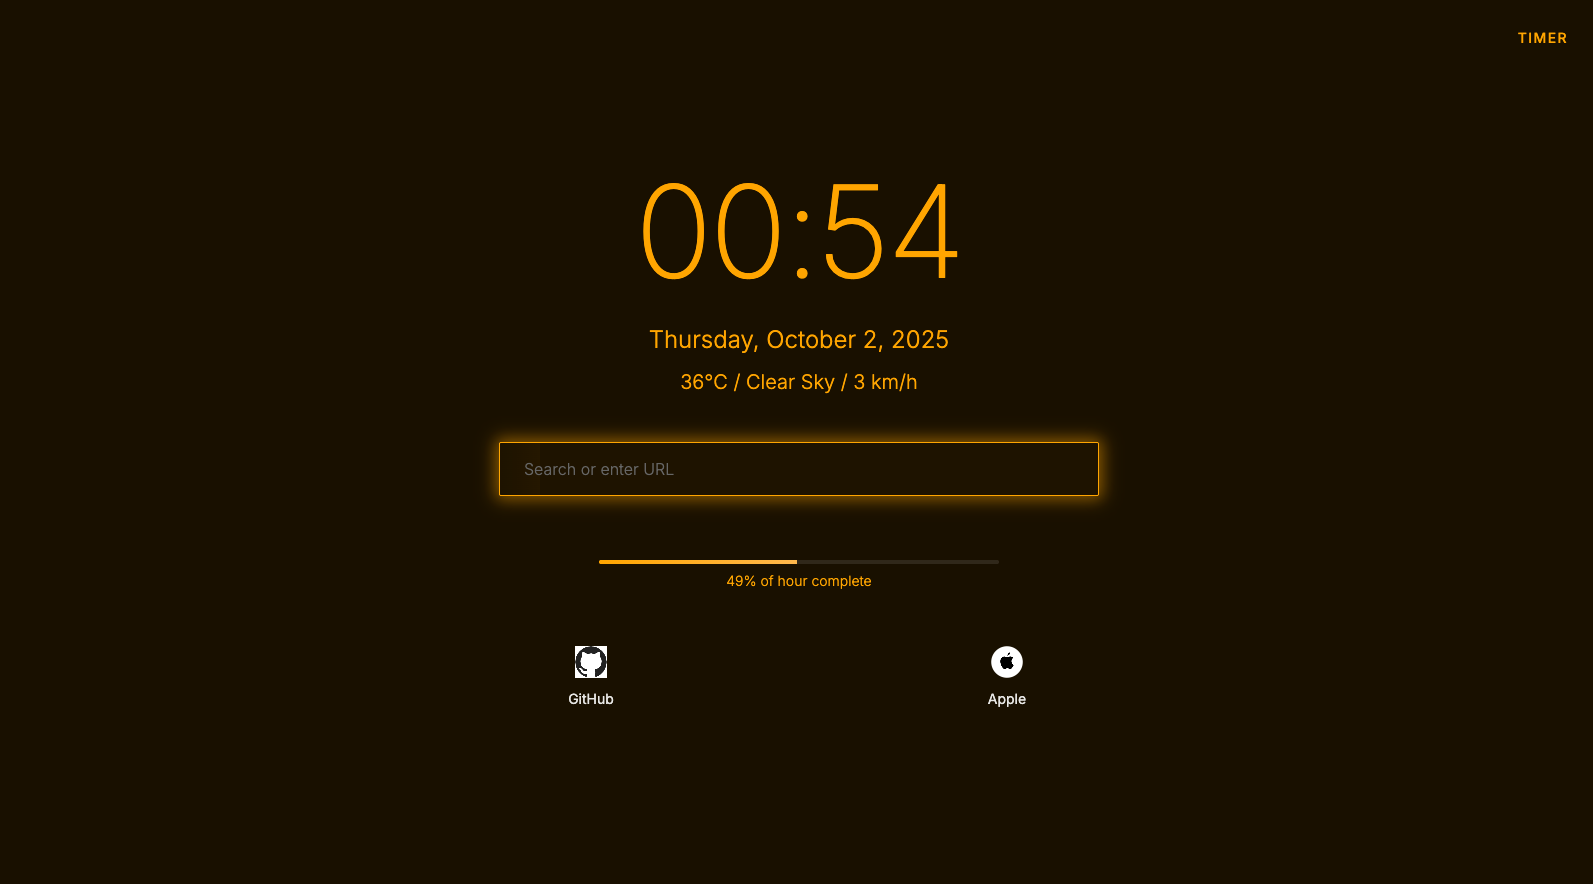 TIMER
00:54
Thursday, October 2, 2025
36°C / Clear Sky / 3 km/h
Search or enter URL
49% of hour complete
GitHub
Apple